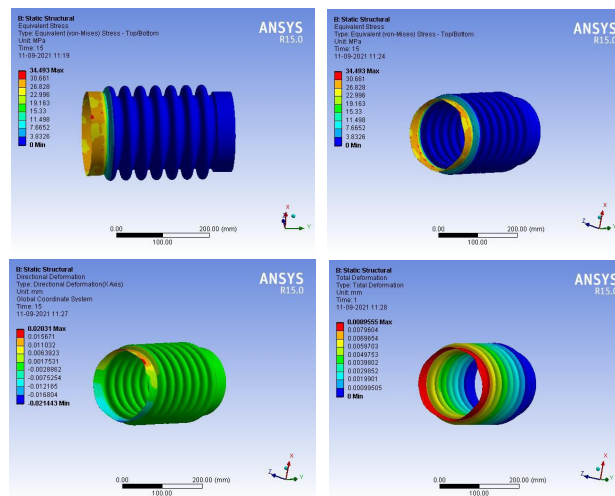 B: Static Structural
Equivalent Stress
Type: Equivalent (von-Mises) Stress - Top/Bottom
Unit: MPa
Time: 15
11-09-2021 11:19
34.493 Max
30.661
26.828
22.996
19.163
15.33
11.498
7.6652
3.8326
0 Min
ANSYS
R15.0
0.00 200.00 (mm)
100.00
X
Y
B: Static Structural
Equivalent Stress
Type: Equivalent (von-Mises) Stress - Top/Bottom
Unit: MPa
Time: 15
11-09-2021 11:24
34.493 Max
30.661
26.828
22.996
19.163
15.33
11.498
7.6652
3.8326
0 Min
ANSYS
R15.0
0.00 200.00 (mm)
100.00
X
Z
Y
B: Static Structural
Directional Deformation
Type: Directional Deformation(X Axis)
Unit: mm
Global Coordinate System
Time: 15
11-09-2021 11:27
0.02031 Max
0.015671
0.011032
0.0063923
0.0017531
-0.0028862
-0.0075254
-0.012165
-0.016804
-0.021443 Min
ANSYS
R15.0
0.00 200.00 (mm)
100.00
X
Z
Y
B: Static Structural
Total Deformation
Type: Total Deformation
Unit: mm
Time: 1
11-09-2021 11:28
0.0089555 Max
0.0079604
0.0069654
0.0059703
0.0049753
0.0039802
0.0029852
0.0019901
0.00099505
0 Min
ANSYS
R15.0
0.00 200.00 (mm)
100.00
X
Z
Y